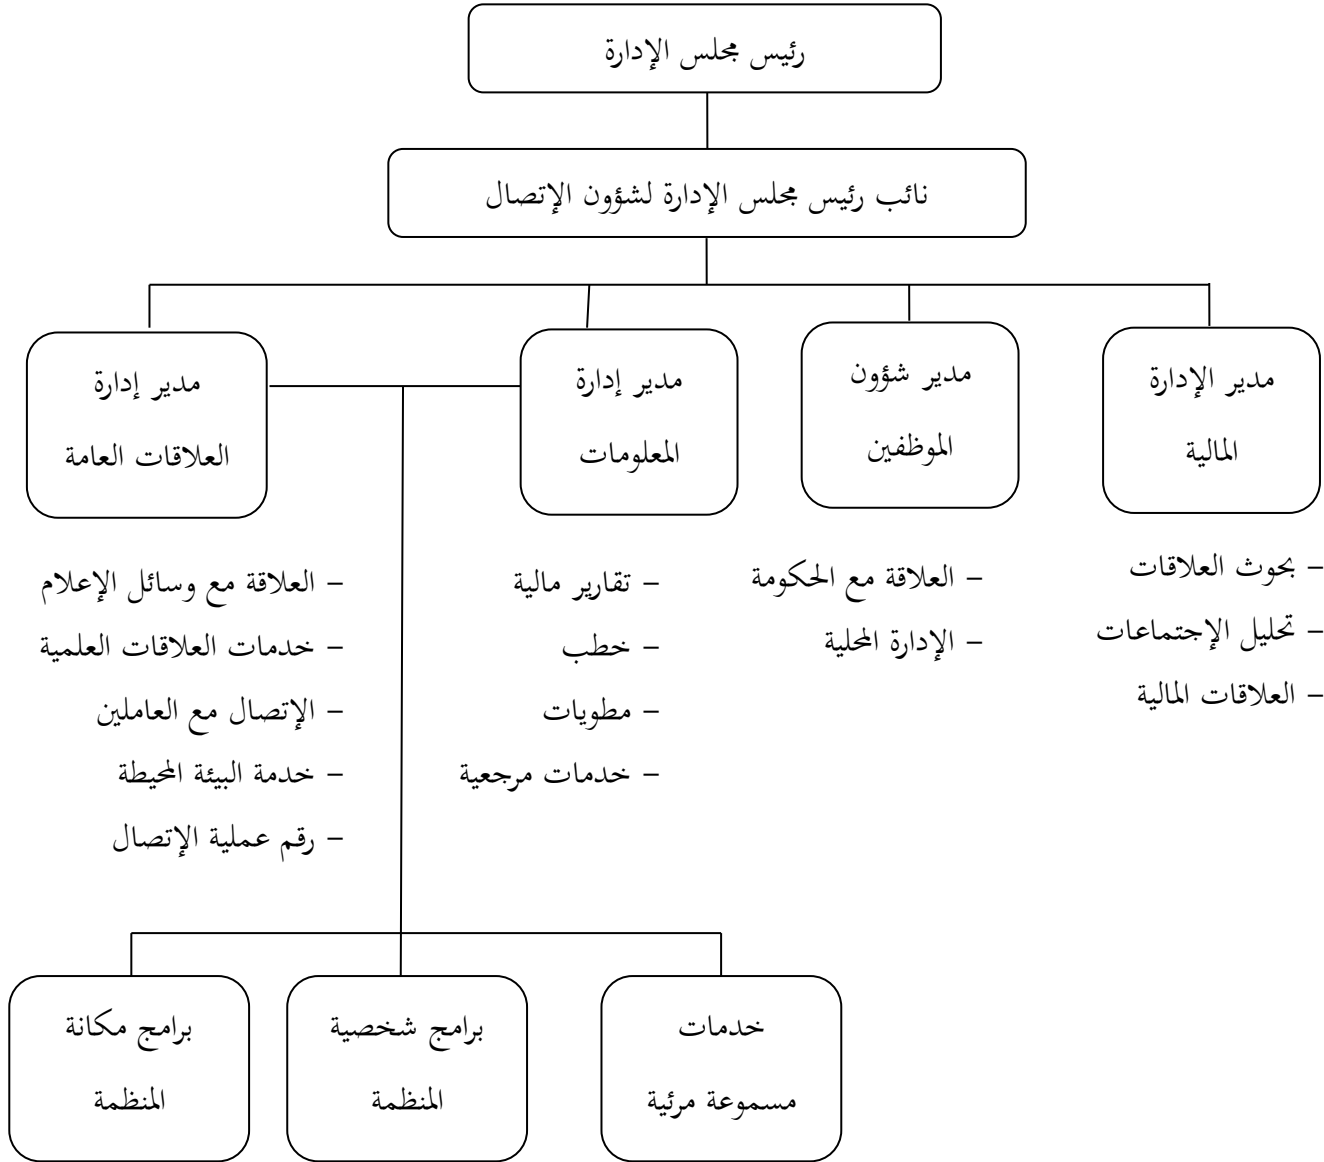 رئيس مجلس الإدارة
نائب رئيس مجلس الإدارة لشؤون الإتصال
مدير الإدارة
المالية
مدير شؤون
الموظفين
مدير إدارة
المعلومات
مدير إدارة
العلاقات العامة
– بحوث العلاقات
– تحليل الإجتماعات
– العلاقات المالية
– العلاقة مع الحكومة
– الإدارة المحلية
– تقارير مالية
– خطب
– مطويات
– خدمات مرجعية
– العلاقة مع وسائل الإعلام
– خدمات العلاقات العلمية
– الإتصال مع العاملين
– خدمة البيئة المحيطة
– رقم عملية الإتصال
خدمات
مسموعة مرئية
برامج شخصية
المنظمة
برامج مكانة
المنظمة